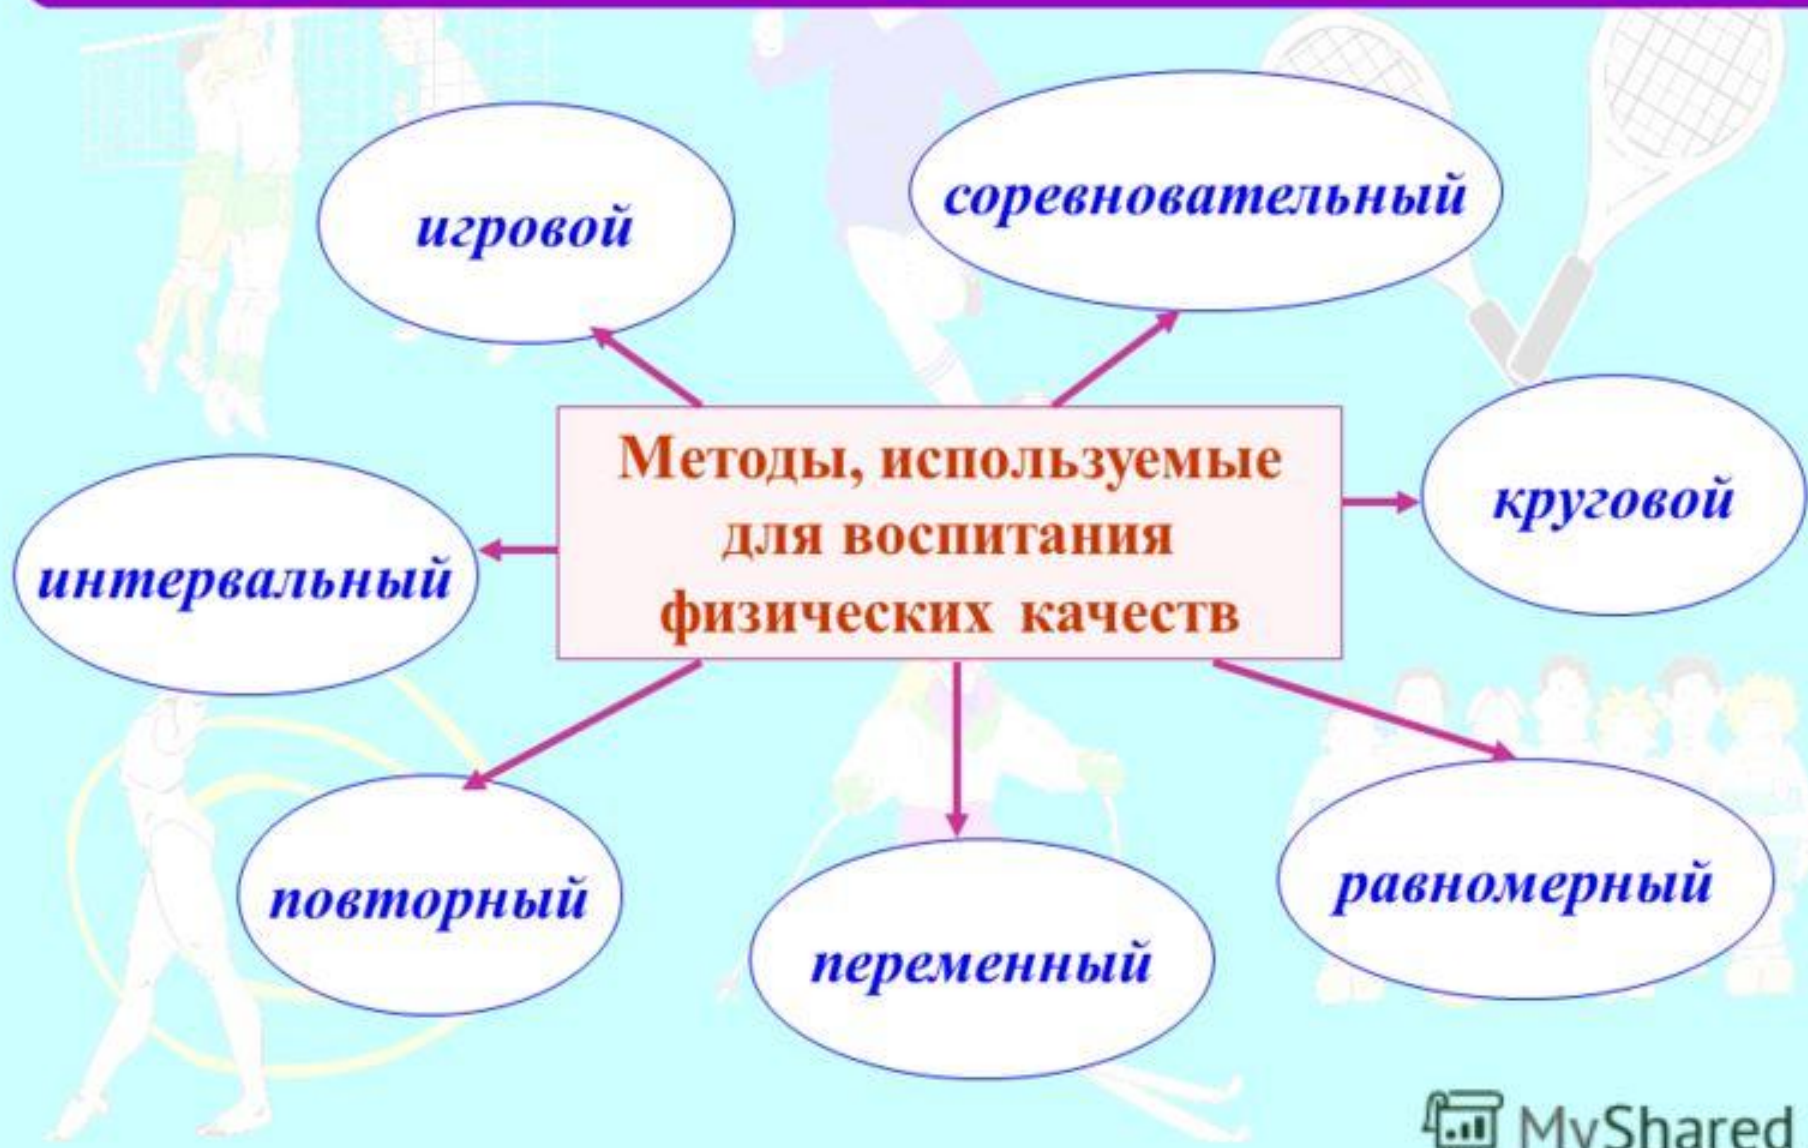 игровой
соревновательный
Методы, используемые
для воспитания
физических качеств
круговой
интервальный
повторный
переменный
равномерный
MyShared